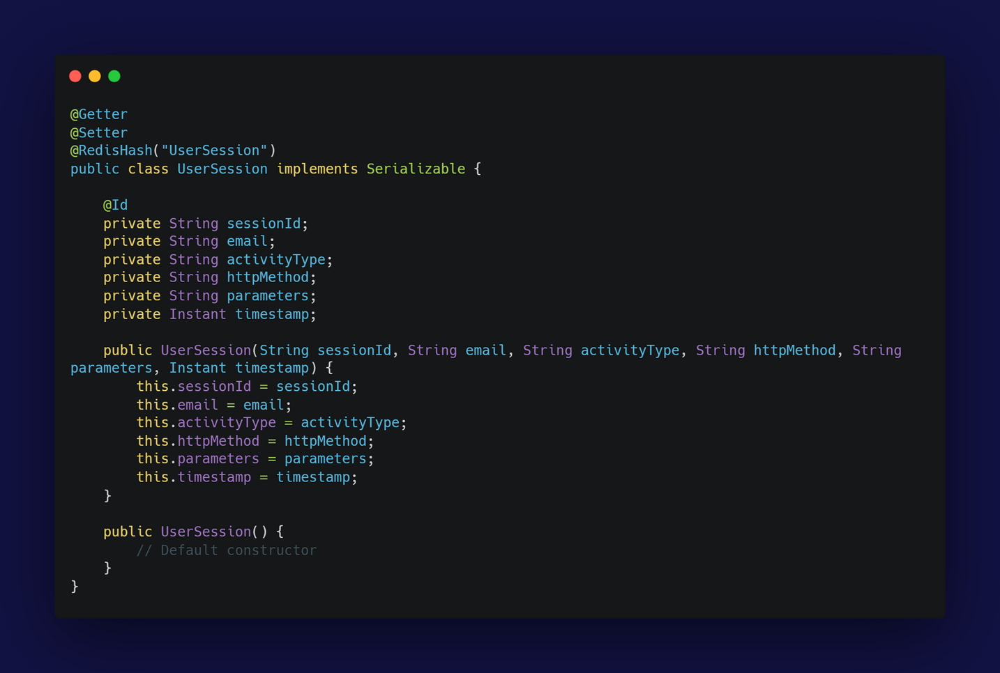 @Getter
@Setter
@RedisHash("UserSession")
public class UserSession implements Serializable {

    @Id
    private String sessionId;
    private String email;
    private String activityType;
    private String httpMethod;
    private String parameters;
    private Instant timestamp;

    public UserSession(String sessionId, String email, String activityType, String httpMethod, String
parameters, Instant timestamp) {
        this.sessionId = sessionId;
        this.email = email;
        this.activityType = activityType;
        this.httpMethod = httpMethod;
        this.parameters = parameters;
        this.timestamp = timestamp;
    }

    public UserSession() {
        // Default constructor
    }
}